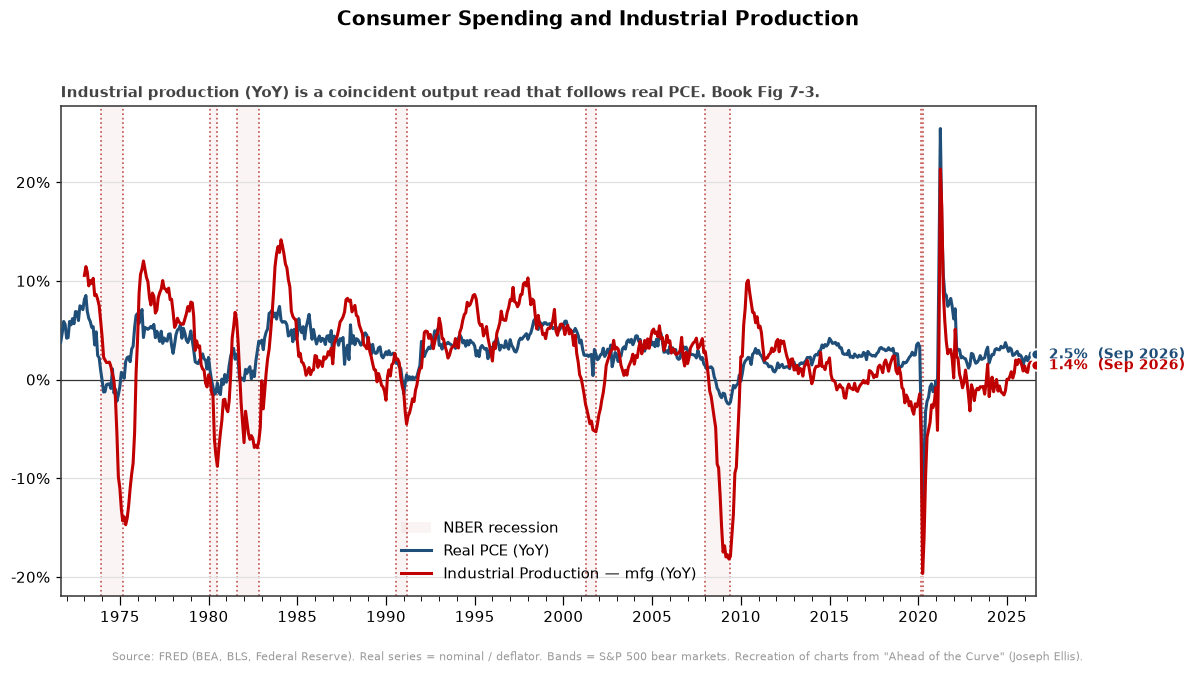 Consumer Spending and Industrial Production
Industrial production (YoY) is a coincident output read that follows real PCE. Book Fig 7-3.
20%
10%
0%
-10%
-20%
2.5% (Sep 2026)
1.4% (Sep 2026)
NBER recession
Real PCE (YoY)
Industrial Production — mfg (YoY)
1975 1980 1985 1990 1995 2000 2005 2010 2015 2020 2025
Source: FRED (BEA, BLS, Federal Reserve). Real series = nominal / deflator. Bands = S&P 500 bear markets. Recreation of charts from "Ahead of the Curve" (Joseph Ellis).